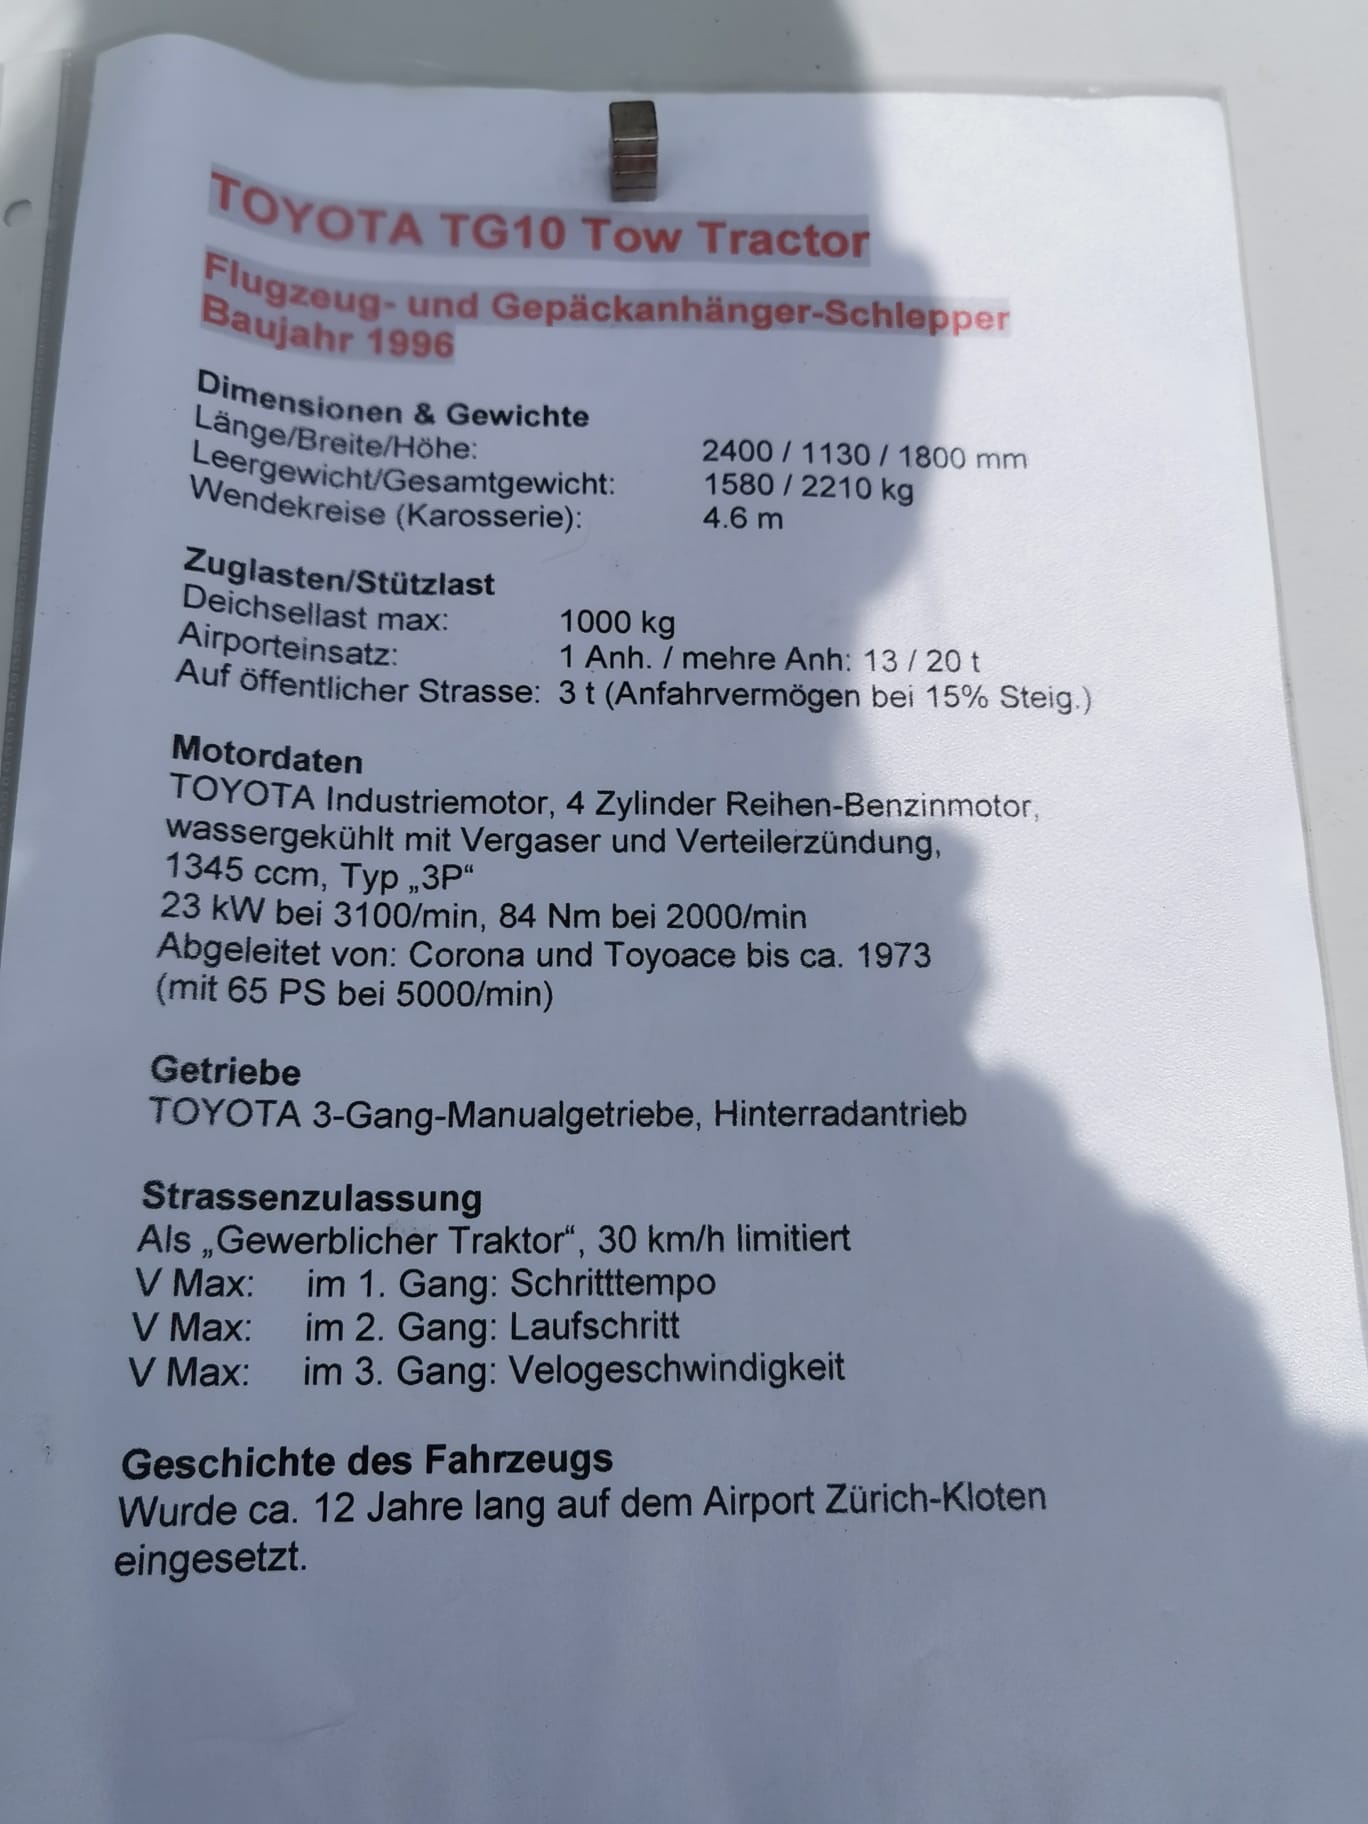 TOYOTA TG10 Tow Tractor
Flugzeug- und Gepäckanhänger-Schlepper
Baujahr 1996
Dimensionen & Gewichte
Länge/Breite/Höhe: 2400 / 1130 / 1800 mm
Leergewicht/Gesamtgewicht: 1580 / 2210 kg
Wendekreise (Karosserie): 4.6 m
Zuglasten/Stützlast
Deichsellast max: 1000 kg
Airporteinsatz: 1 Anh. / mehre Anh: 13 / 20 t
Auf öffentlicher Strasse: 3 t (Anfahrvermögen bei 15% Steig.)
Motordaten
TOYOTA Industriemotor, 4 Zylinder Reihen-Benzinmotor,
wassergekühlt mit Vergaser und Verteilerzündung,
1345 ccm, Typ „3P“
23 kW bei 3100/min, 84 Nm bei 2000/min
Abgeleitet von: Corona und Toyoace bis ca. 1973
(mit 65 PS bei 5000/min)
Getriebe
TOYOTA 3-Gang-Manualgetriebe, Hinterradantrieb
Strassenzulassung
Als „Gewerblicher Traktor“, 30 km/h limitiert
V Max: im 1. Gang: Schritttempo
V Max: im 2. Gang: Laufschritt
V Max: im 3. Gang: Velogeschwindigkeit
Geschichte des Fahrzeugs
Wurde ca. 12 Jahre lang auf dem Airport Zürich-Kloten
eingesetzt.